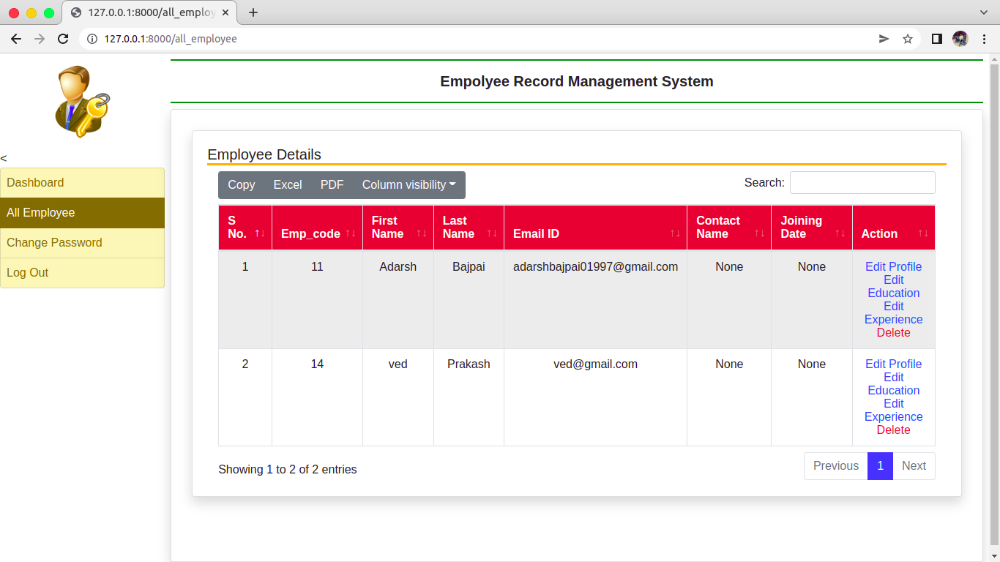 127.0.0.1:8000/all_employ
127.0.0.1:8000/all_employee
Empolyee Record Management System
<
Dashboard
All Employee
Change Password
Log Out
Employee Details
Copy Excel PDF Column visibility
Search:
S No. Emp_code First Name Last Name Email ID Contact Name Joining Date Action
1 11 Adarsh Bajpai adarshbajpai01997@gmail.com None None Edit Profile
Edit
Education
Edit
Experience
Delete
2 14 ved Prakash ved@gmail.com None None Edit Profile
Edit
Education
Edit
Experience
Delete
Showing 1 to 2 of 2 entries
Previous 1 Next